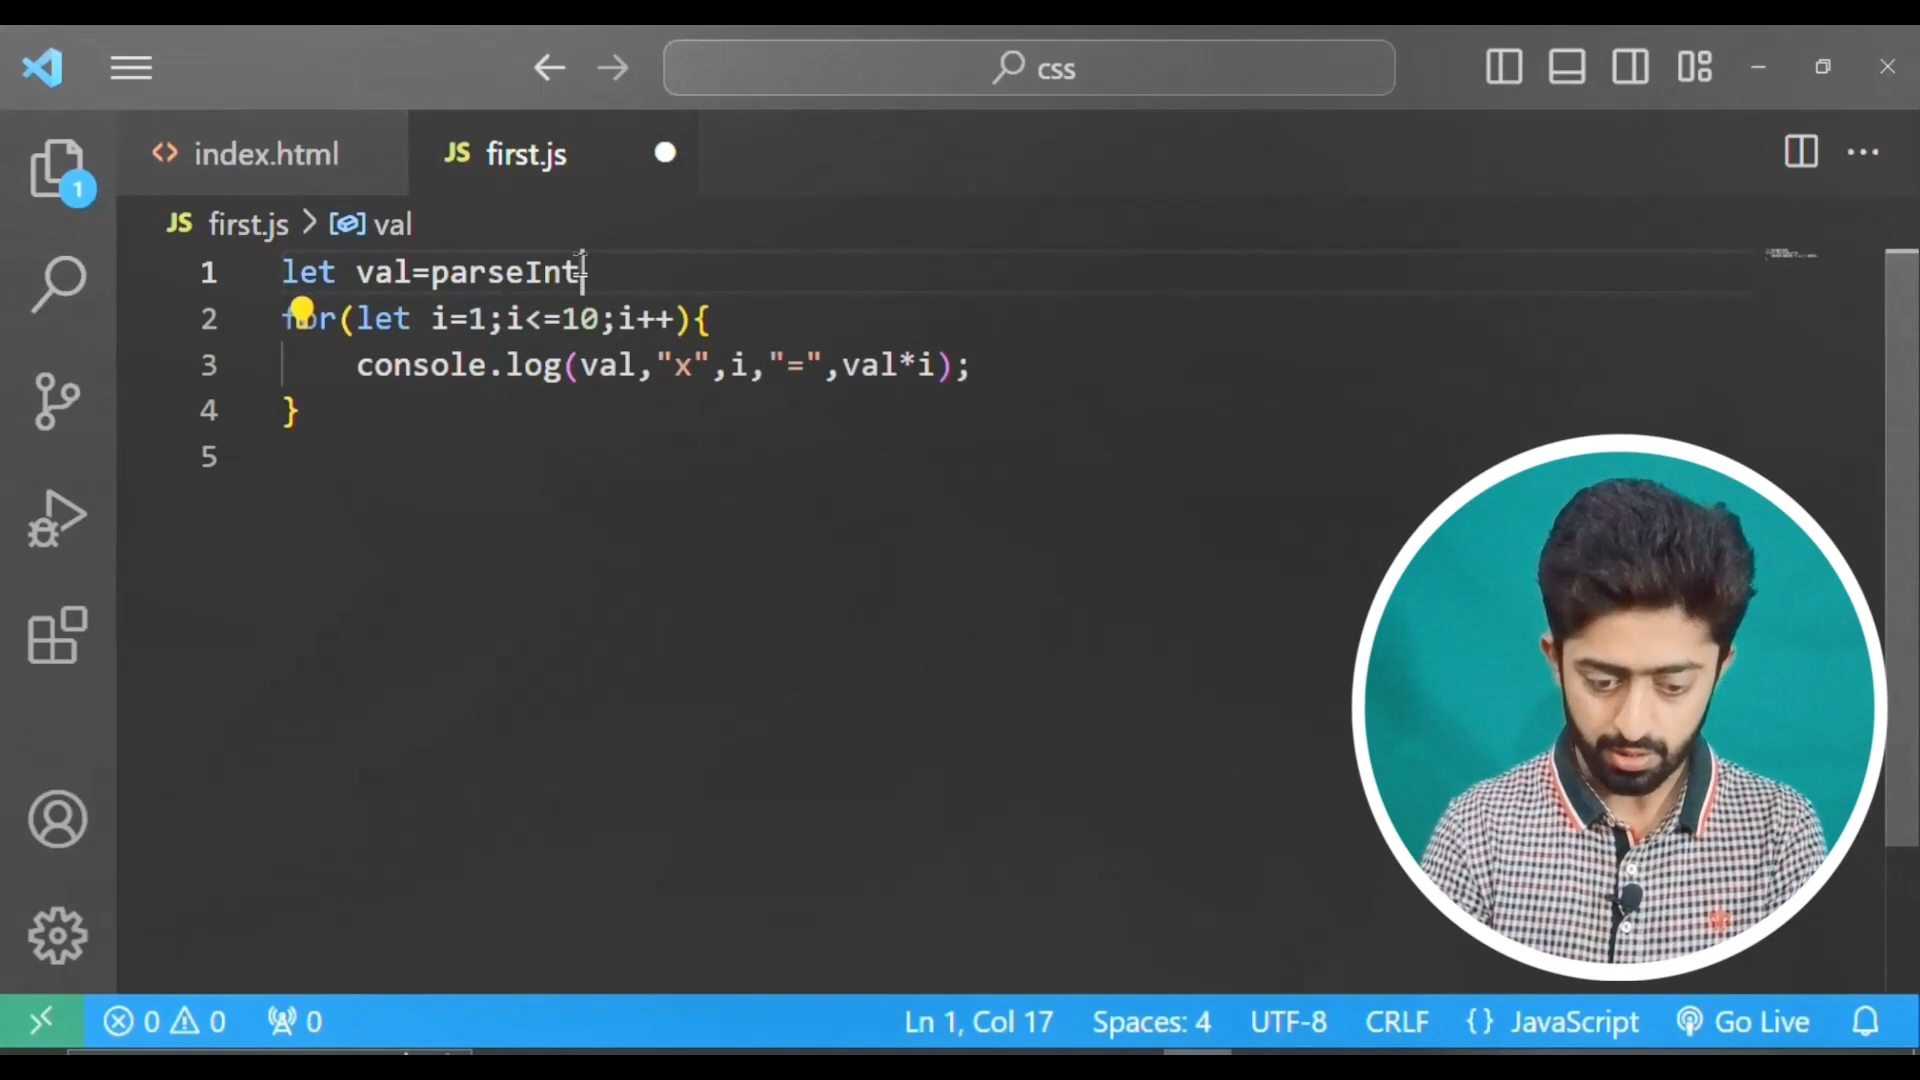 css
index.html
JS first.js
JS first.js > val
1 let val=parseInt
2 for(let i=1;i<=10;i++){
3 console.log(val,"x",i,"=",val*i);
4 }
5
1
0 0 0
Ln 1, Col 17 Spaces: 4 UTF-8 CRLF {} JavaScript Go Live